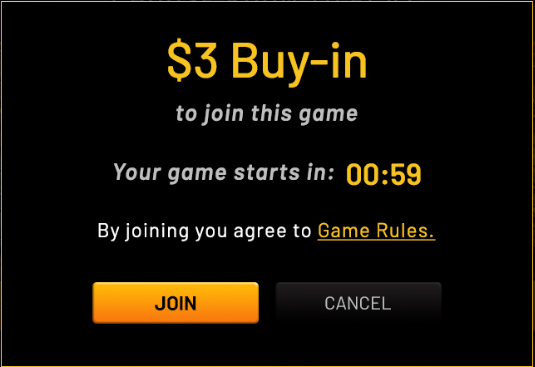 $3 Buy-in
to join this game
Your game starts in: 00:59
By joining you agree to Game Rules.
JOIN
CANCEL